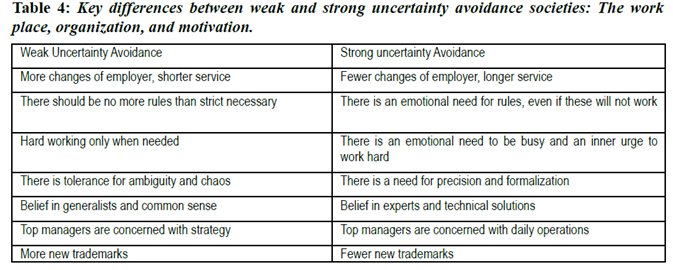 Table 4: Key differences between weak and strong uncertainty avoidance societies: The work
place, organization, and motivation.
Weak Uncertainty Avoidance
Strong uncertainty Avoidance
More changes of employer, shorter service
Fewer changes of employer, longer service
There should be no more rules than strict necessary
There is an emotional need for rules, even if these will not work
Hard working only when needed
There is an emotional need to be busy and an inner urge to
work hard
There is tolerance for ambiguity and chaos
There is a need for precision and formalization
Belief in generalists and common sense
Belief in experts and technical solutions
Top managers are concerned with strategy
Top managers are concerned with daily operations
More new trademarks
Fewer new trademarks